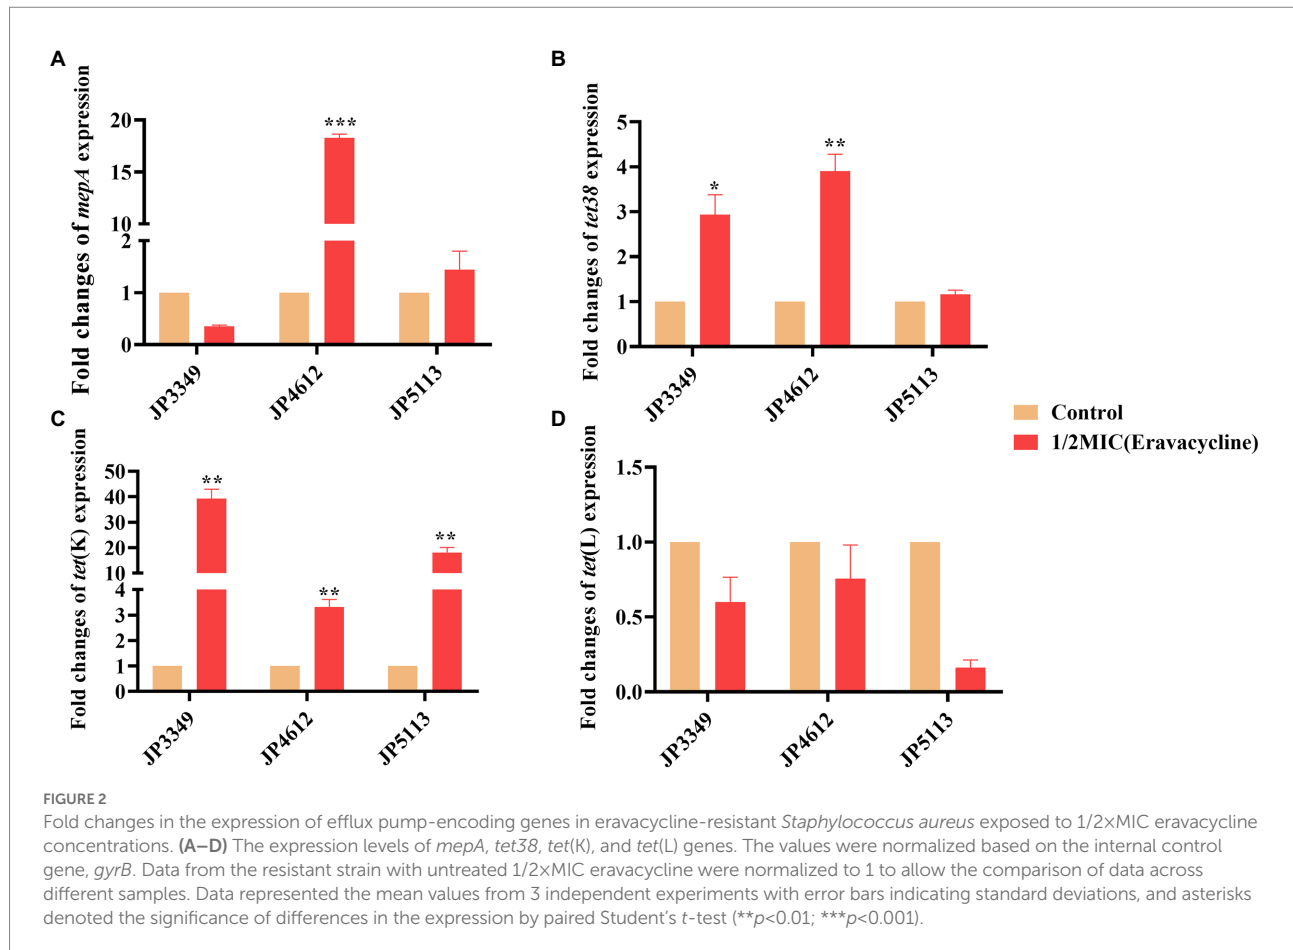 A
Fold changes of mepA expression
20
15
10
2
1
0
***
JP3349
JP4612
JP5113
B
Fold changes of tet38 expression
5
4
3
2
1
0
*
**
JP3349
JP4612
JP5113
C
Fold changes of tet(K) expression
50
40
30
20
10
4
3
2
1
0
**
**
**
JP3349
JP4612
JP5113
D
Fold changes of tet(L) expression
1.5
1.0
0.5
0.0
JP3349
JP4612
JP5113
Control
1/2MIC(Eravacycline)
FIGURE 2
Fold changes in the expression of efflux pump-encoding genes in eravacycline-resistant Staphylococcus aureus exposed to 1/2×MIC eravacycline
concentrations. (A–D) The expression levels of mepA, tet38, tet(K), and tet(L) genes. The values were normalized based on the internal control
gene, gyrB. Data from the resistant strain with untreated 1/2×MIC eravacycline were normalized to 1 to allow the comparison of data across
different samples. Data represented the mean values from 3 independent experiments with error bars indicating standard deviations, and asterisks
denoted the significance of differences in the expression by paired Student's t-test (**p<0.01; ***p<0.001).